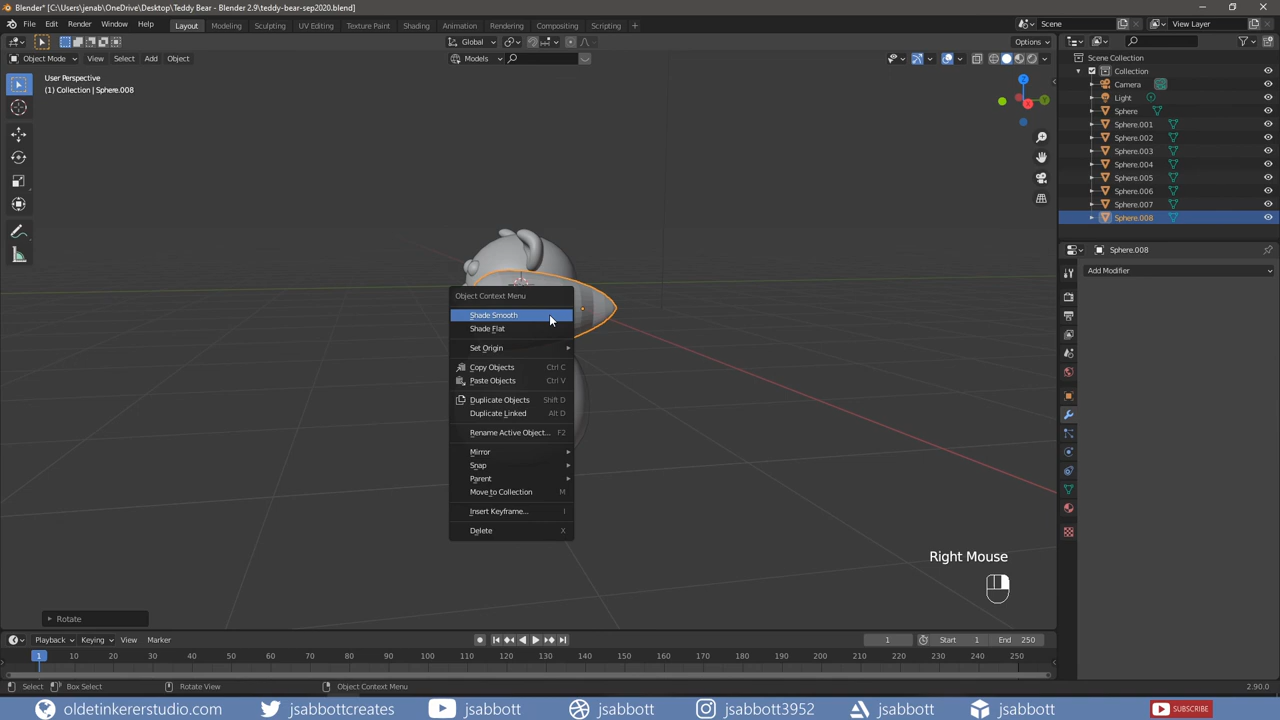 Blender* [C:\Users\jenab\OneDrive\Desktop\Teddy Bear - Blender 2.9\teddy-bear-sep2020.blend]
File Edit Render Window Help Layout Modeling Sculpting UV Editing Texture Paint Shading Animation Rendering Compositing Scripting + Scene View Layer
Global Options
Object Mode View Select Add Object Models
User Perspective
(1) Collection | Sphere.008
Z
Y
X
Scene Collection
Collection
Camera
Light
Sphere
Sphere.001
Sphere.002
Sphere.003
Sphere.004
Sphere.005
Sphere.006
Sphere.007
Sphere.008
Sphere.008
Add Modifier
Object Context Menu
Shade Smooth
Shade Flat
Set Origin
Copy Objects Ctrl C
Paste Objects Ctrl V
Duplicate Objects Shift D
Duplicate Linked Alt D
Rename Active Object... F2
Mirror
Snap
Parent
Move to Collection M
Insert Keyframe... I
Delete X
Right Mouse
Rotate
Playback Keying View Marker 1 Start 1 End 250
1 10 20 30 40 50 60 70 80 90 100 110 120 130 140 150 160 170 180 190 200 210 220 230 240 250
Select Box Select Rotate View Object Context Menu 2.90.0
oldetinkererstudio.com jsabbottcreates jsabbott jsabbott jsabbott3952 jsabbott jsabbott SUBSCRIBE